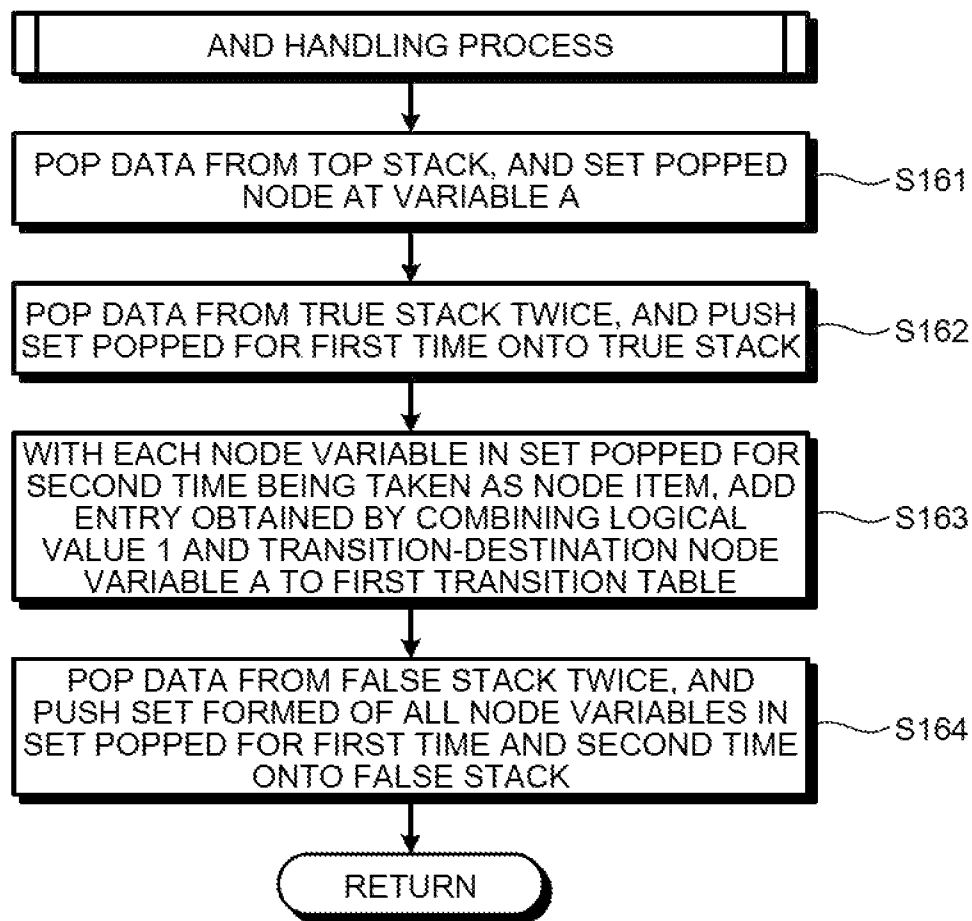 AND HANDLING PROCESS
POP DATA FROM TOP STACK, AND SET POPPED
NODE AT VARIABLE A
S161
POP DATA FROM TRUE STACK TWICE, AND PUSH
SET POPPED FOR FIRST TIME ONTO TRUE STACK
S162
WITH EACH NODE VARIABLE IN SET POPPED FOR
SECOND TIME BEING TAKEN AS NODE ITEM, ADD
ENTRY OBTAINED BY COMBINING LOGICAL
VALUE 1 AND TRANSITION-DESTINATION NODE
VARIABLE A TO FIRST TRANSITION TABLE
S163
POP DATA FROM FALSE STACK TWICE, AND
PUSH SET FORMED OF ALL NODE VARIABLES IN
SET POPPED FOR FIRST TIME AND SECOND TIME
ONTO FALSE STACK
S164
RETURN